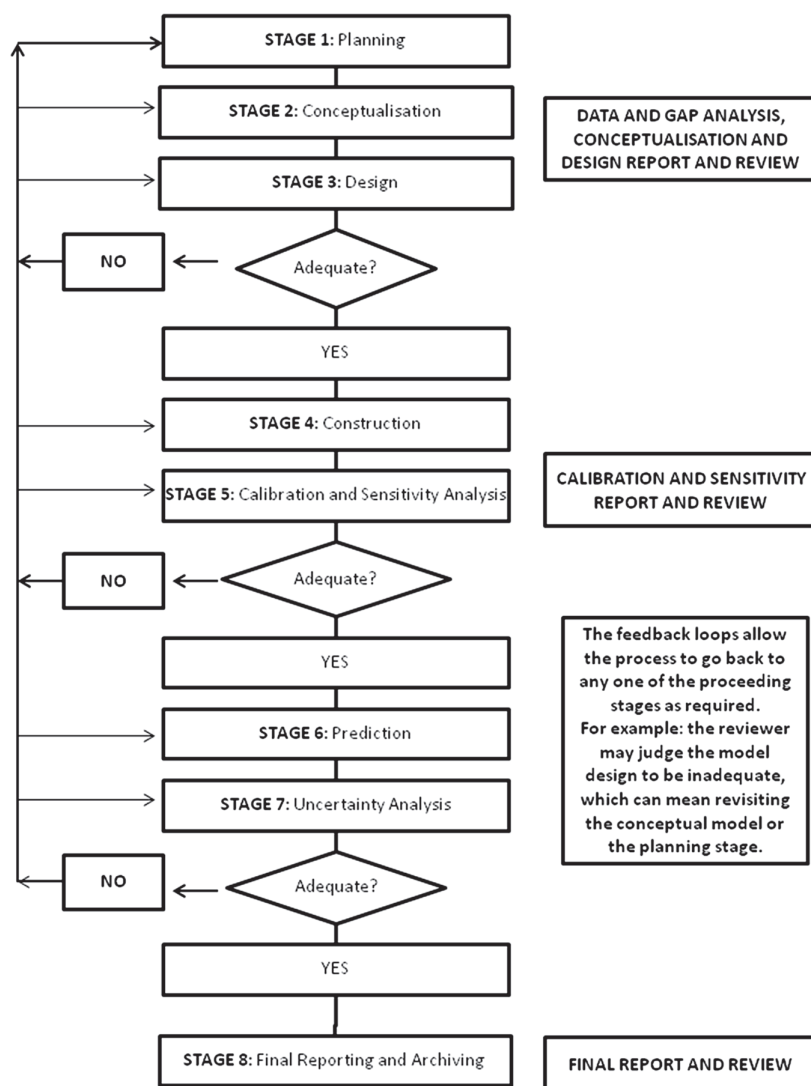 STAGE 1: Planning
STAGE 2: Conceptualisation
DATA AND GAP ANALYSIS,
CONCEPTUALISATION AND
DESIGN REPORT AND REVIEW
STAGE 3: Design
NO
Adequate?
YES
STAGE 4: Construction
STAGE 5: Calibration and Sensitivity Analysis
CALIBRATION AND SENSITIVITY
REPORT AND REVIEW
NO
Adequate?
YES
The feedback loops allow
the process to go back to
any one of the proceeding
stages as required.
For example: the reviewer
may judge the model
design to be inadequate,
which can mean revisiting
the conceptual model or
the planning stage.
STAGE 6: Prediction
STAGE 7: Uncertainty Analysis
NO
Adequate?
YES
STAGE 8: Final Reporting and Archiving
FINAL REPORT AND REVIEW